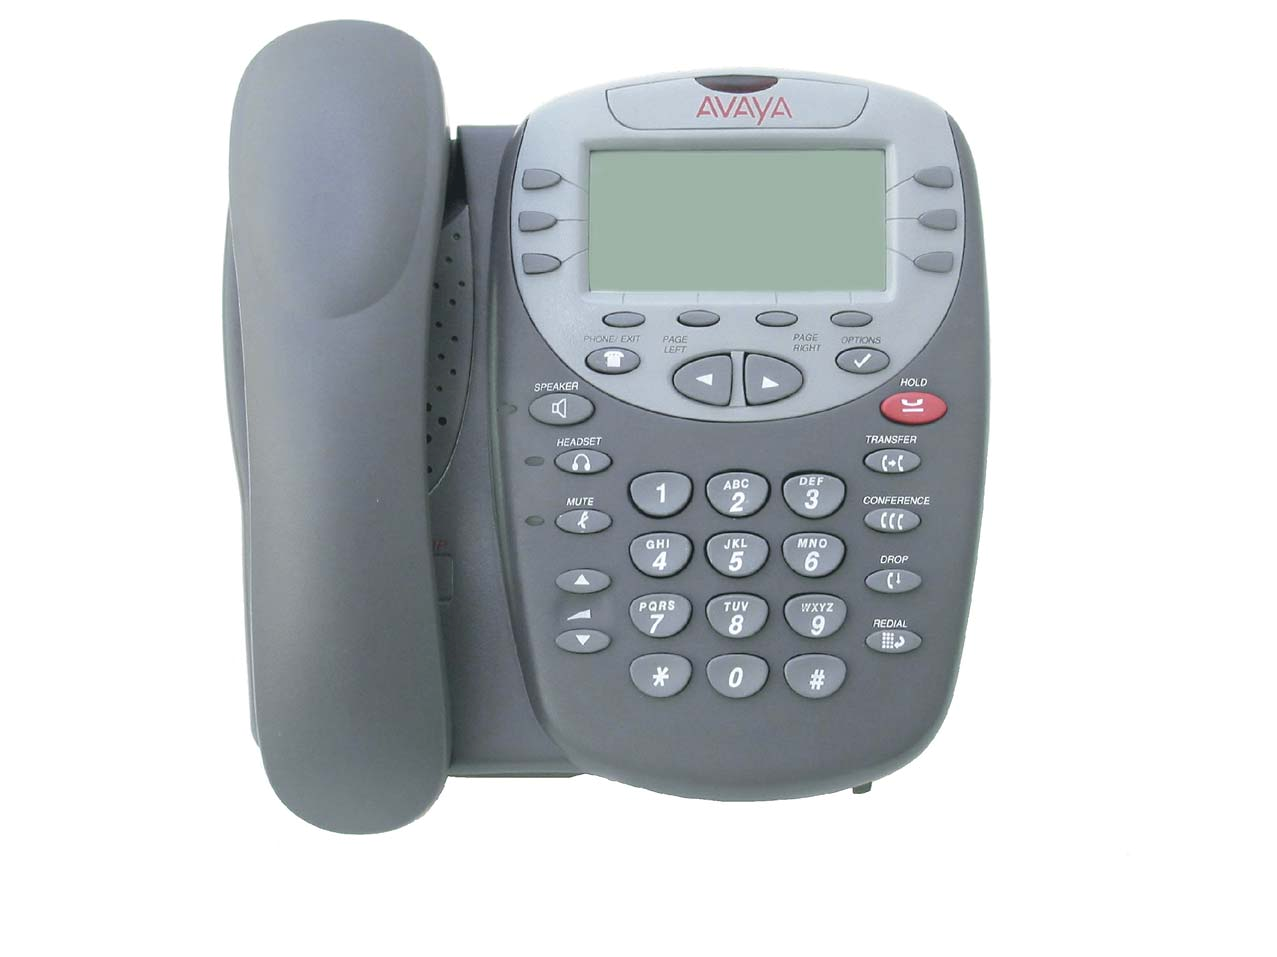 AVAYA
PHONE/ EXIT
PAGE
LEFT
PAGE
RIGHT
OPTIONS
SPEAKER
HOLD
HEADSET
TRANSFER
MUTE
CONFERENCE
DROP
REDIAL
1
ABC
2
DEF
3
GHI
4
JKL
5
MNO
6
PQRS
7
TUV
8
WXYZ
9
*
0
#